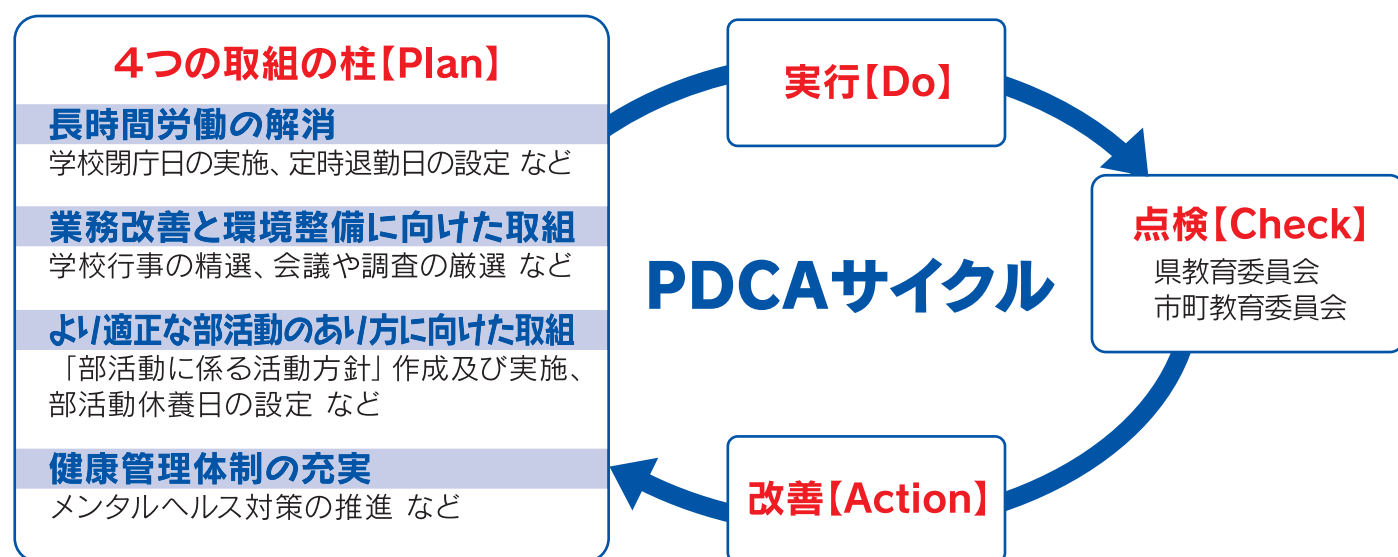 4つの取組の柱【Plan】
長時間労働の解消
学校閉庁日の実施、定時退勤日の設定 など
業務改善と環境整備に向けた取組
学校行事の精選、会議や調査の厳選 など
より適正な部活動のあり方に向けた取組
「部活動に係る活動方針」作成及び実施、
部活動休養日の設定 など
健康管理体制の充実
メンタルヘルス対策の推進 など
実行【Do】
PDCAサイクル
点検【Check】
県教育委員会
市町教育委員会
改善【Action】